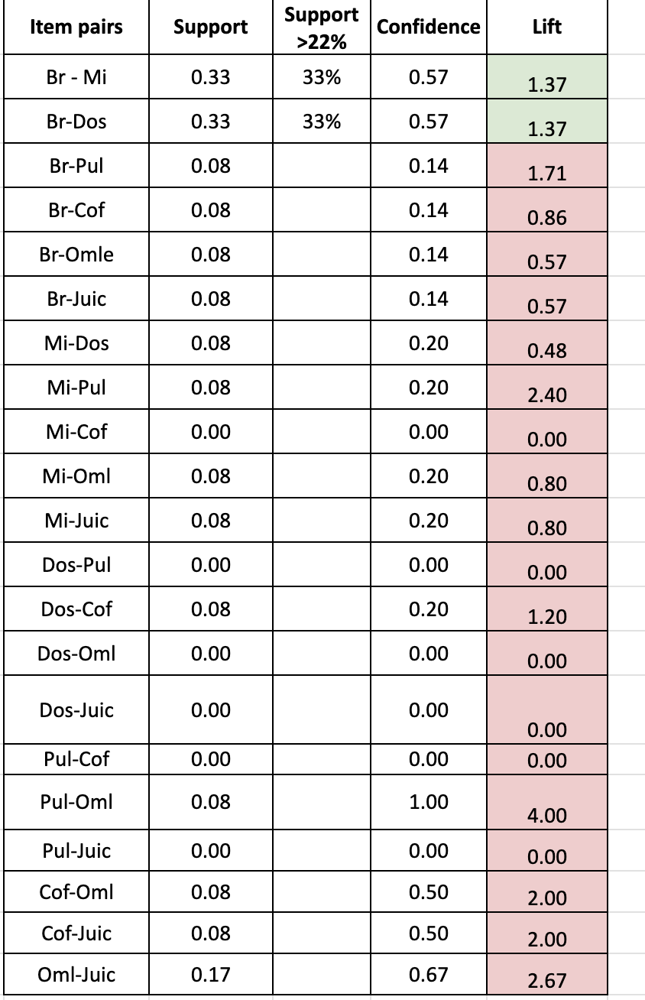 Item pairs Support Support >22% Confidence Lift
Br - Mi 0.33 33% 0.57 1.37
Br-Dos 0.33 33% 0.57 1.37
Br-Pul 0.08 0.14 1.71
Br-Cof 0.08 0.14 0.86
Br-Omle 0.08 0.14 0.57
Br-Juic 0.08 0.14 0.57
Mi-Dos 0.08 0.20 0.48
Mi-Pul 0.08 0.20 2.40
Mi-Cof 0.00 0.00 0.00
Mi-Oml 0.08 0.20 0.80
Mi-Juic 0.08 0.20 0.80
Dos-Pul 0.00 0.00 0.00
Dos-Cof 0.08 0.20 1.20
Dos-Oml 0.00 0.00 0.00
Dos-Juic 0.00 0.00 0.00
Pul-Cof 0.00 0.00 0.00
Pul-Oml 0.08 1.00 4.00
Pul-Juic 0.00 0.00 0.00
Cof-Oml 0.08 0.50 2.00
Cof-Juic 0.08 0.50 2.00
Oml-Juic 0.17 0.67 2.67